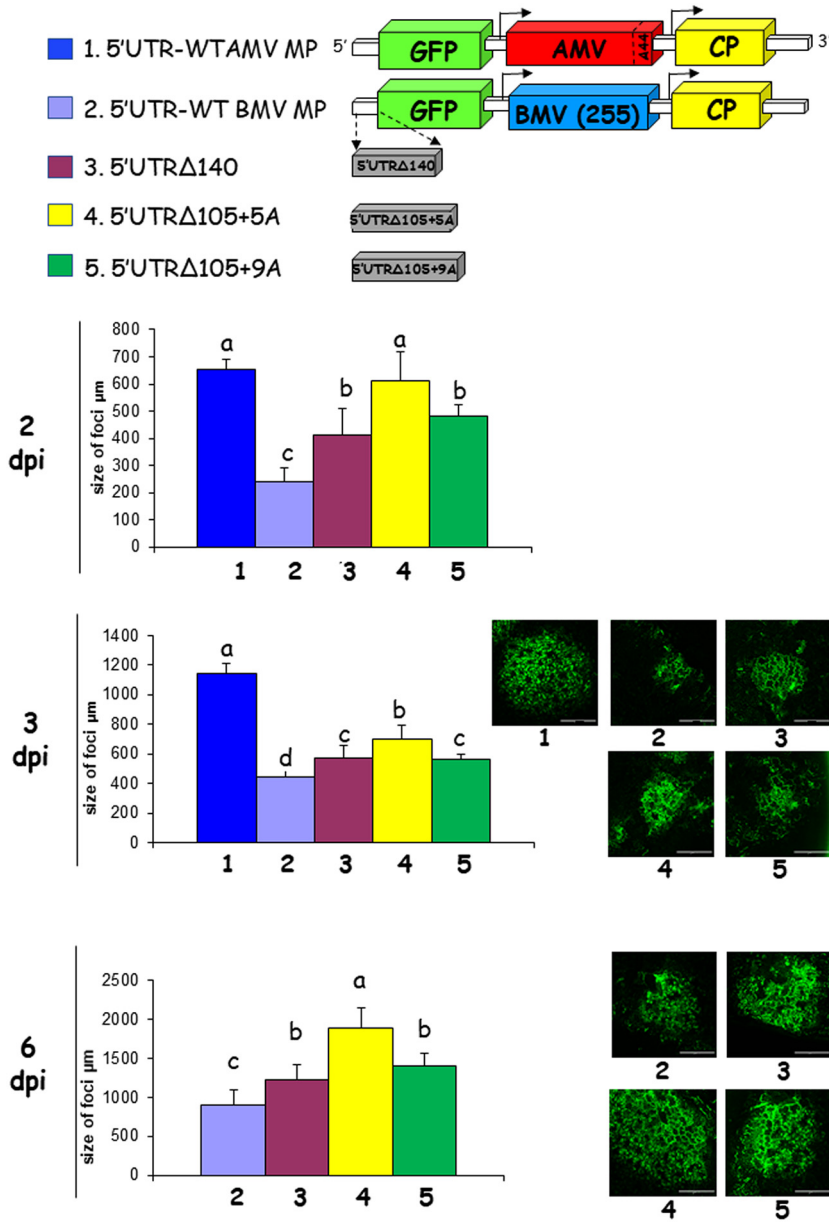 1. 5'UTR-WT AMV MP
5' GFP AMV A44 CP 3'
2. 5'UTR-WT BMV MP
GFP BMV (255) CP
3. 5'UTRΔ140
5'UTRΔ140
4. 5'UTRΔ105+5A
5'UTRΔ105+5A
5. 5'UTRΔ105+9A
5'UTRΔ105+9A
2 dpi
size of foci µm
800
700
600
500
400
300
200
100
0
a c b a b
1 2 3 4 5
3 dpi
size of foci µm
1400
1200
1000
800
600
400
200
0
a d c b c
1 2 3 4 5
1 2 3
4 5
6 dpi
size of foci µm
2500
2000
1500
1000
500
0
c b a b
2 3 4 5
2 3
4 5